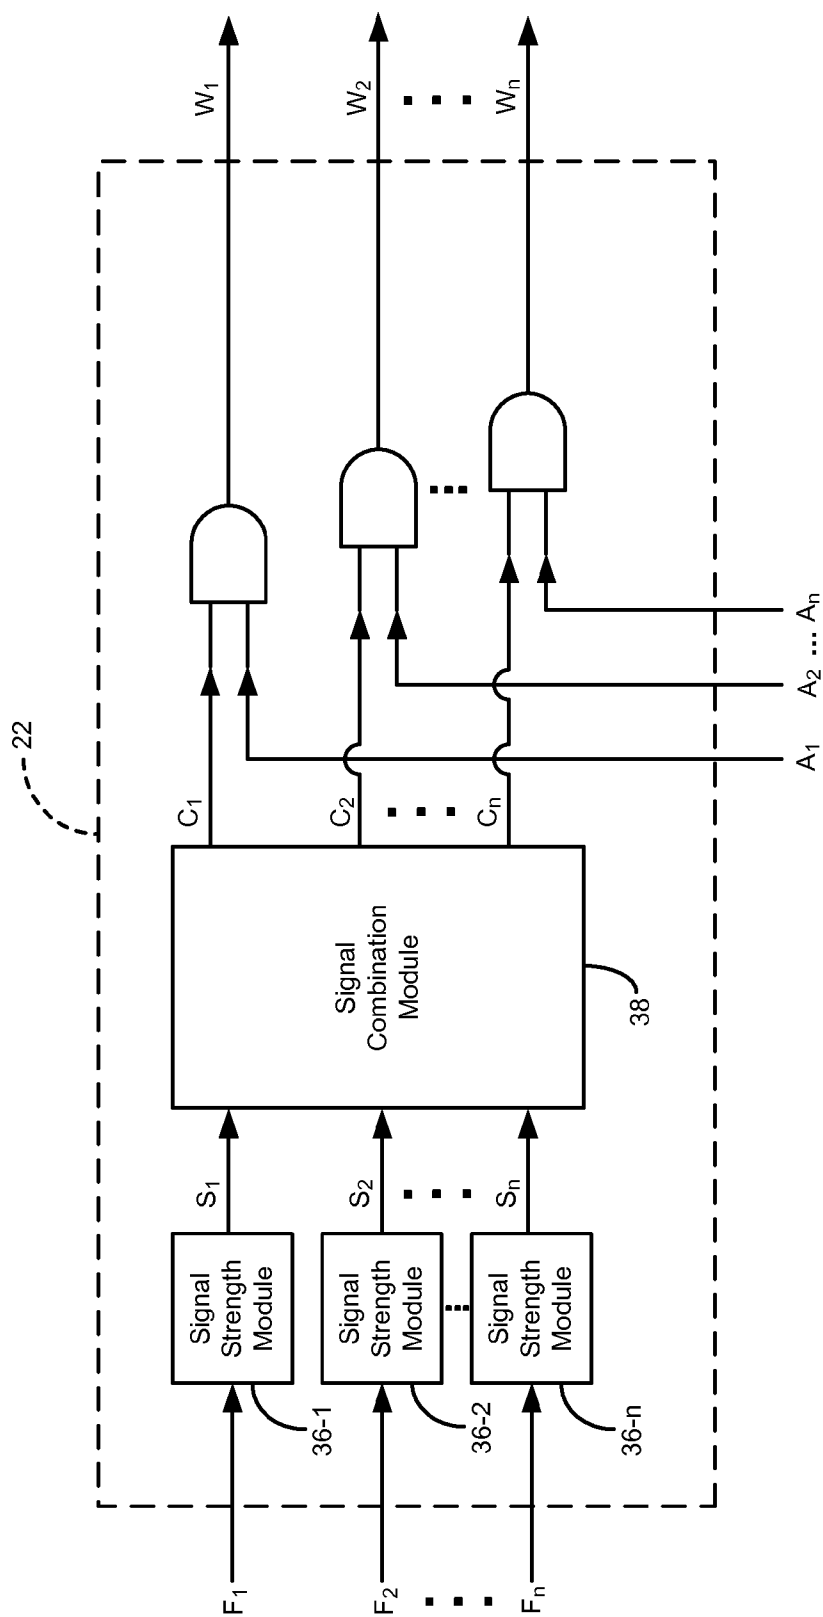 22
F1
F2
Fn
Signal
Strength
Module
36-1
Signal
Strength
Module
36-2
Signal
Strength
Module
36-n
S1
S2
Sn
Signal
Combination
Module
38
C1
C2
Cn
A1
A2 ... An
W1
W2
Wn